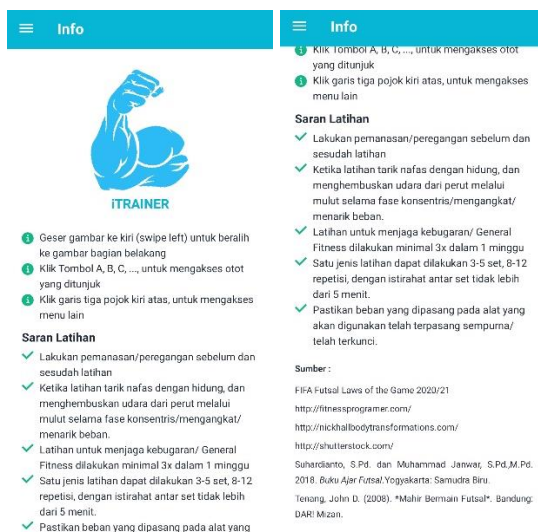 Info
iTRAINER
Geser gambar ke kiri (swipe left) untuk beralih
ke gambar bagian belakang
Klik Tombol A, B, C, ..., untuk mengakses otot
yang ditunjuk
Klik garis tiga pojok kiri atas, untuk mengakses
menu lain
Saran Latihan
Lakukan pemanasan/peregangan sebelum dan
sesudah latihan
Ketika latihan tarik nafas dengan hidung, dan
menghembuskan udara dari perut melalui
mulut selama fase konsentris/mengangkat/
menarik beban.
Latihan untuk menjaga kebugaran/ General
Fitness dilakukan minimal 3x dalam 1 minggu
Satu jenis latihan dapat dilakukan 3-5 set, 8-12
repetisi, dengan istirahat antar set tidak lebih
dari 5 menit.
Pastikan beban yang dipasang pada alat yang
Info
Klik Tombol A, B, C, ..., untuk mengakses otot
yang ditunjuk
Klik garis tiga pojok kiri atas, untuk mengakses
menu lain
Saran Latihan
Lakukan pemanasan/peregangan sebelum dan
sesudah latihan
Ketika latihan tarik nafas dengan hidung, dan
menghembuskan udara dari perut melalui
mulut selama fase konsentris/mengangkat/
menarik beban.
Latihan untuk menjaga kebugaran/ General
Fitness dilakukan minimal 3x dalam 1 minggu
Satu jenis latihan dapat dilakukan 3-5 set, 8-12
repetisi, dengan istirahat antar set tidak lebih
dari 5 menit.
Pastikan beban yang dipasang pada alat yang
akan digunakan telah terpasang sempurna/
telah terkunci.
Sumber :
FIFA Futsal Laws of the Game 2020/21
http://fitnessprogramer.com/
http://nickhallbodytransformations.com/
http://shutterstock.com/
Suhardianto, S.Pd. dan Muhammad Janwar, S.Pd.,M.Pd.
2018. Buku Ajar Futsal.Yogyakarta: Samudra Biru.
Tenang, John D. (2008). *Mahir Bermain Futsal*. Bandung:
DAR! Mizan.